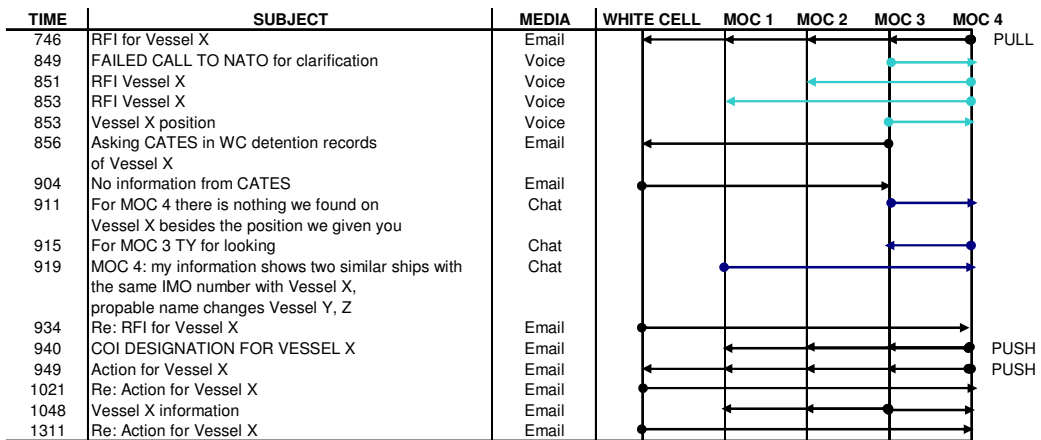 TIME SUBJECT MEDIA WHITE CELL MOC 1 MOC 2 MOC 3 MOC 4
746 RFI for Vessel X Email PULL
849 FAILED CALL TO NATO for clarification Voice
851 RFI Vessel X Voice
853 RFI Vessel X Voice
853 Vessel X position Voice
856 Asking CATES in WC detention records Email
of Vessel X
904 No information from CATES Email
911 For MOC 4 there is nothing we found on Chat
Vessel X besides the position we given you
915 For MOC 3 TY for looking Chat
919 MOC 4: my information shows two similar ships with Chat
the same IMO number with Vessel X,
propable name changes Vessel Y, Z
934 Re: RFI for Vessel X Email
940 COI DESIGNATION FOR VESSEL X Email PUSH
949 Action for Vessel X Email PUSH
1021 Re: Action for Vessel X Email
1048 Vessel X information Email
1311 Re: Action for Vessel X Email